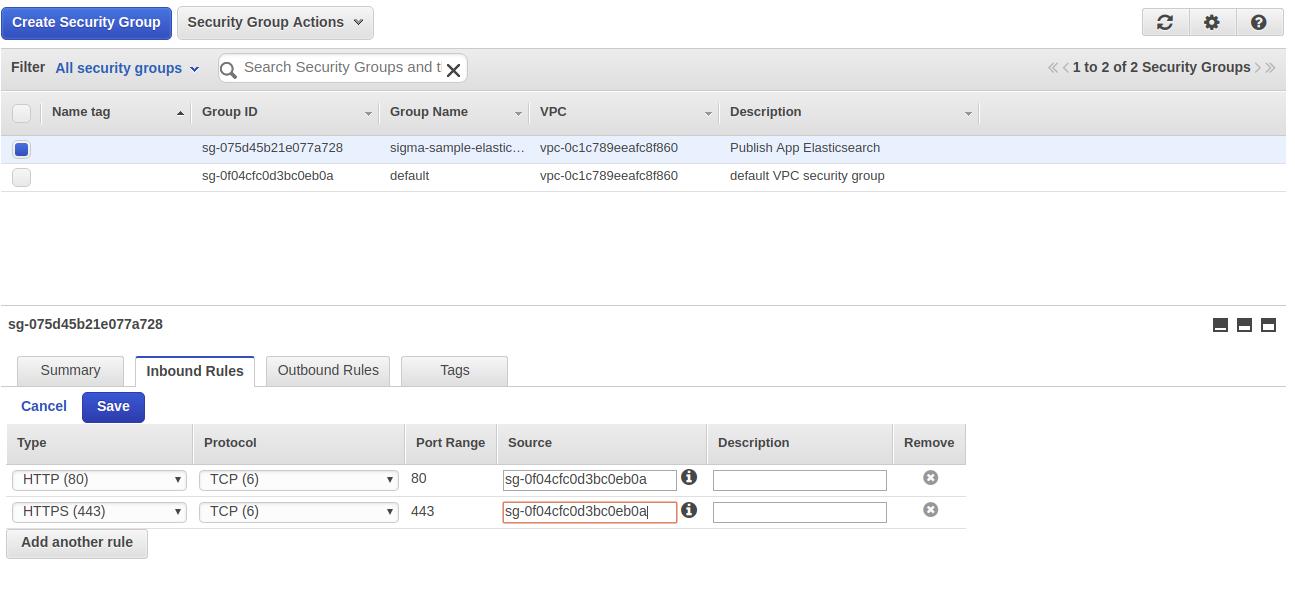 Create Security Group Security Group Actions
Filter All security groups Search Security Groups and t 1 to 2 of 2 Security Groups
Name tag Group ID Group Name VPC Description
sg-075d45b21e077a728 sigma-sample-elastic... vpc-0c1c789eeafc8f860 Publish App Elasticsearch
sg-0f04cfc0d3bc0eb0a default vpc-0c1c789eeafc8f860 default VPC security group
sg-075d45b21e077a728
Summary Inbound Rules Outbound Rules Tags
Cancel Save
Type Protocol Port Range Source Description Remove
HTTP (80) TCP (6) 80 sg-0f04cfc0d3bc0eb0a
HTTPS (443) TCP (6) 443 sg-0f04cfc0d3bc0eb0a
Add another rule